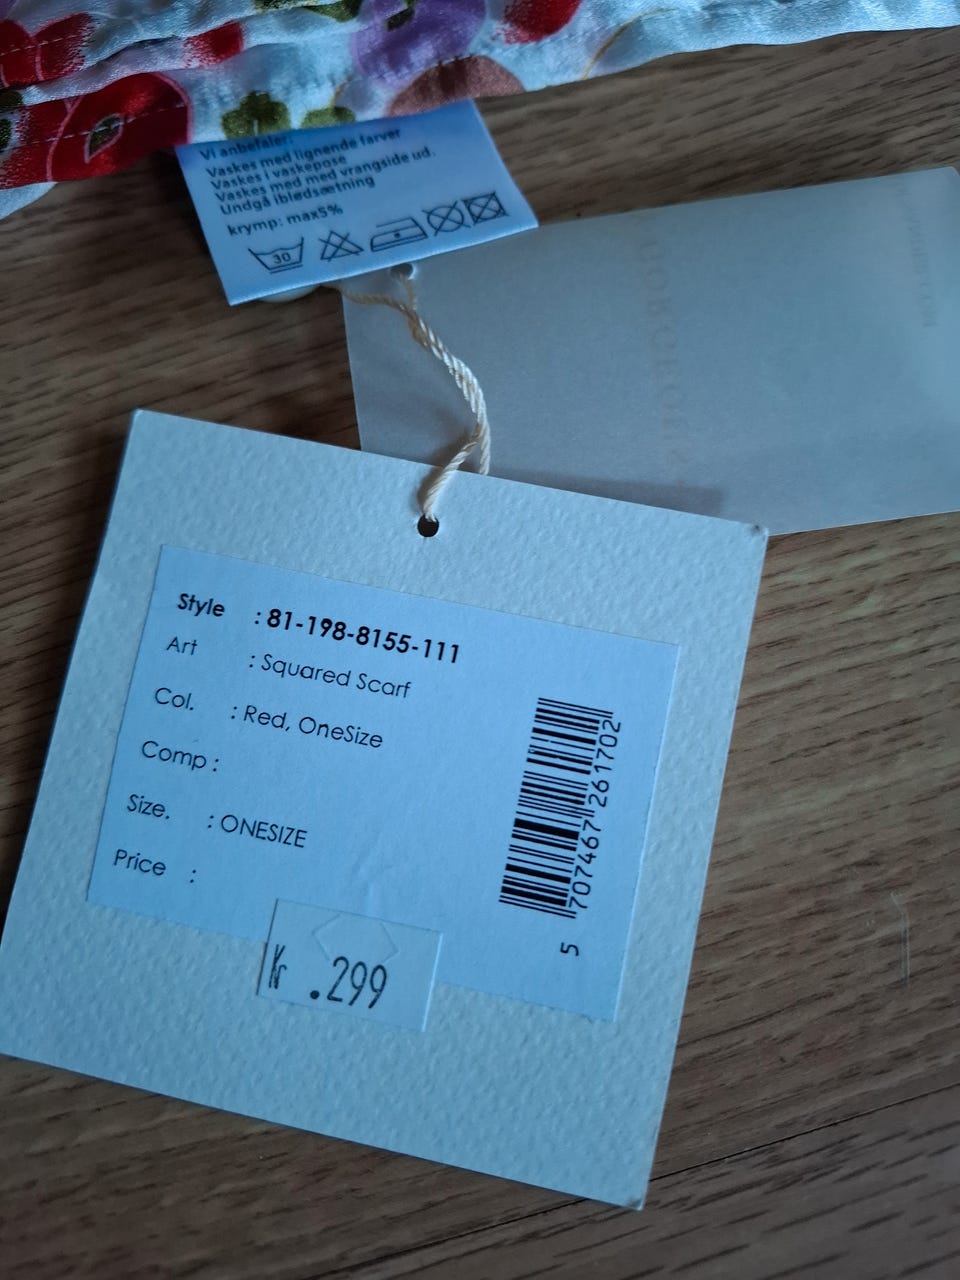 Vi anbefaler:
Vaskes med lignende farver
Vaskes i vaskepose
Vaskes med med vrangside ud.
Undgå iblødsætning
krymp: max5%
30
Style : 81-198-8155-111
Art : Squared Scarf
Col. : Red, OneSize
Comp :
Size. : ONESIZE
Price :
5 707467 261702
Kr .299